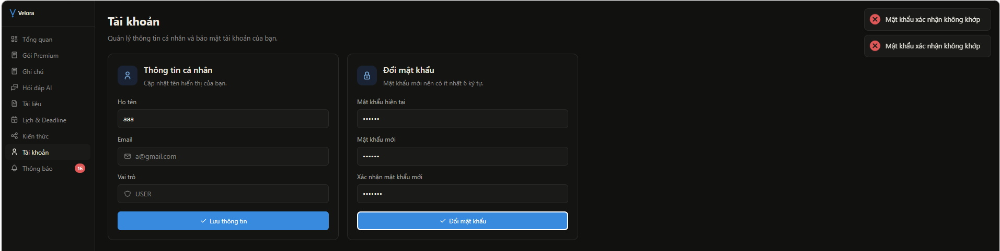 Velora
Tổng quan
Gói Premium
Ghi chú
Hỏi đáp AI
Tài liệu
Lịch & Deadline
Kiến thức
Tài khoản
Thông báo 16
Tài khoản
Quản lý thông tin cá nhân và bảo mật tài khoản của bạn.
Thông tin cá nhân
Cập nhật tên hiển thị của bạn.
Họ tên
aaa
Email
a@gmail.com
Vai trò
USER
Lưu thông tin
Đổi mật khẩu
Mật khẩu mới nên có ít nhất 6 ký tự.
Mật khẩu hiện tại
••••••
Mật khẩu mới
••••••
Xác nhận mật khẩu mới
•••••••
Đổi mật khẩu
Mật khẩu xác nhận không khớp
Mật khẩu xác nhận không khớp